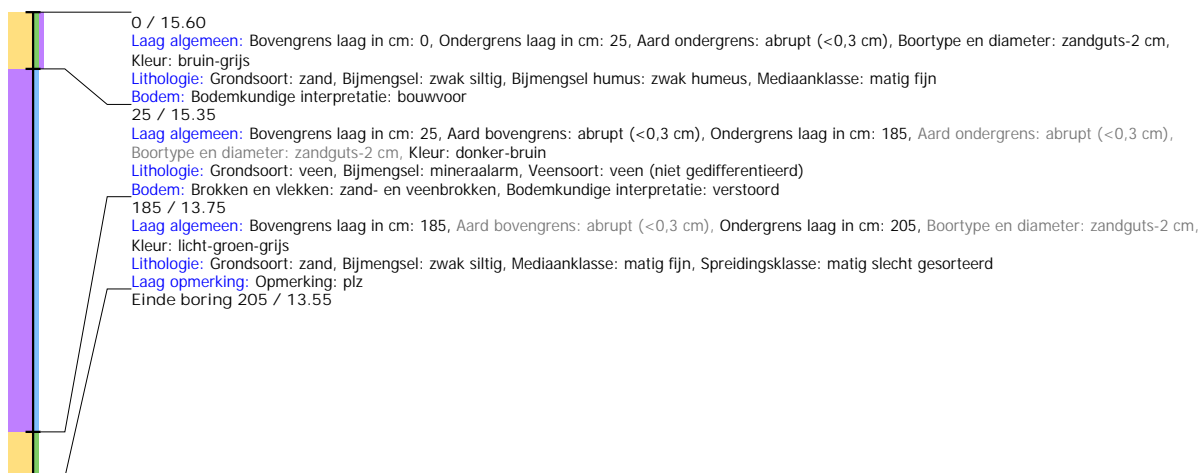 0 / 15.60
Laag algemeen: Bovengrens laag in cm: 0, Ondergrens laag in cm: 25, Aard ondergrens: abrupt (<0,3 cm), Boortype en diameter: zandguts-2 cm,
Kleur: bruin-grijs
Lithologie: Grondsoort: zand, Bijmengsel: zwak siltig, Bijmengsel humus: zwak humeus, Mediaanklasse: matig fijn
Bodem: Bodemkundige interpretatie: bouwvoor
25 / 15.35
Laag algemeen: Bovengrens laag in cm: 25, Aard bovengrens: abrupt (<0,3 cm), Ondergrens laag in cm: 185, Aard ondergrens: abrupt (<0,3 cm),
Boortype en diameter: zandguts-2 cm, Kleur: donker-bruin
Lithologie: Grondsoort: veen, Bijmengsel: mineraalarm, Veensoort: veen (niet gedifferentieerd)
Bodem: Brokken en vlekken: zand- en veenbrokken, Bodemkundige interpretatie: verstoord
185 / 13.75
Laag algemeen: Bovengrens laag in cm: 185, Aard bovengrens: abrupt (<0,3 cm), Ondergrens laag in cm: 205, Boortype en diameter: zandguts-2 cm,
Kleur: licht-groen-grijs
Lithologie: Grondsoort: zand, Bijmengsel: zwak siltig, Mediaanklasse: matig fijn, Spreidingsklasse: matig slecht gesorteerd
Laag opmerking: Opmerking: plz
Einde boring 205 / 13.55